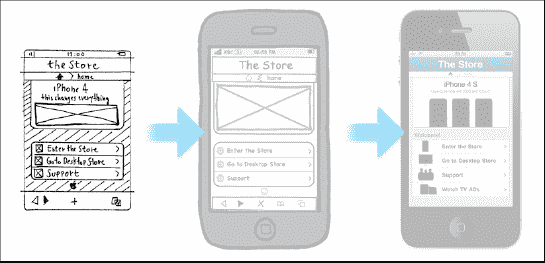 11:00
the Store
home
iPhone 4
this changes everything
Enter the Store
Go to Desktop Store
Support
The Store
home
Enter the Store
Go to Desktop Store
Support
The Store
iPhone 4 S
Welcome!
Enter the Store
Go to Desktop Store
Support
Watch TV ADs